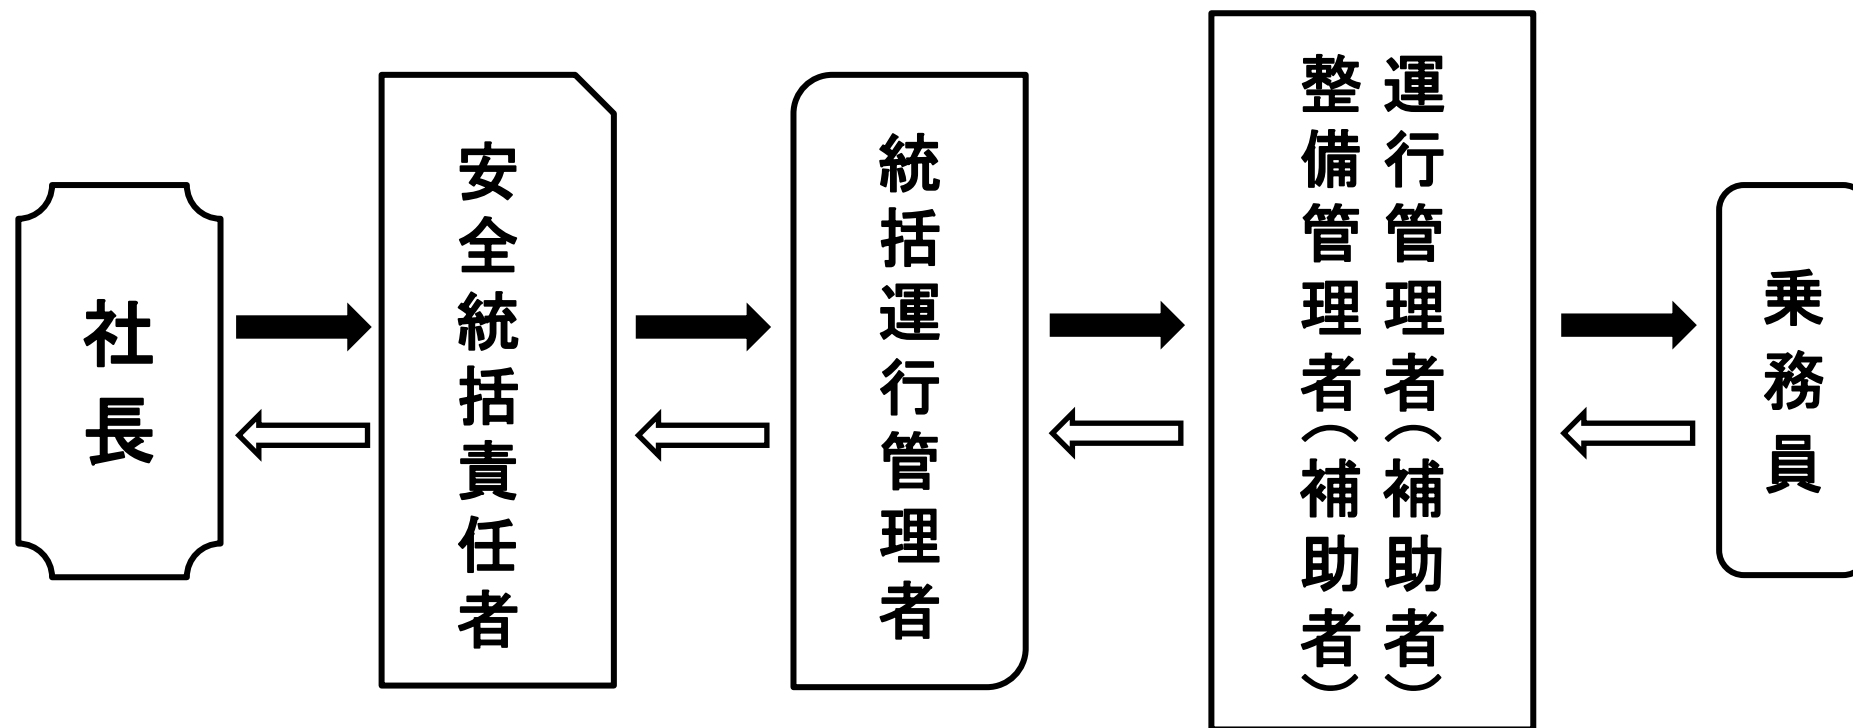 社長
安全統括責任者
統括運行管理者
運行管理者（補助者）
整備管理者（補助者）
乗務員